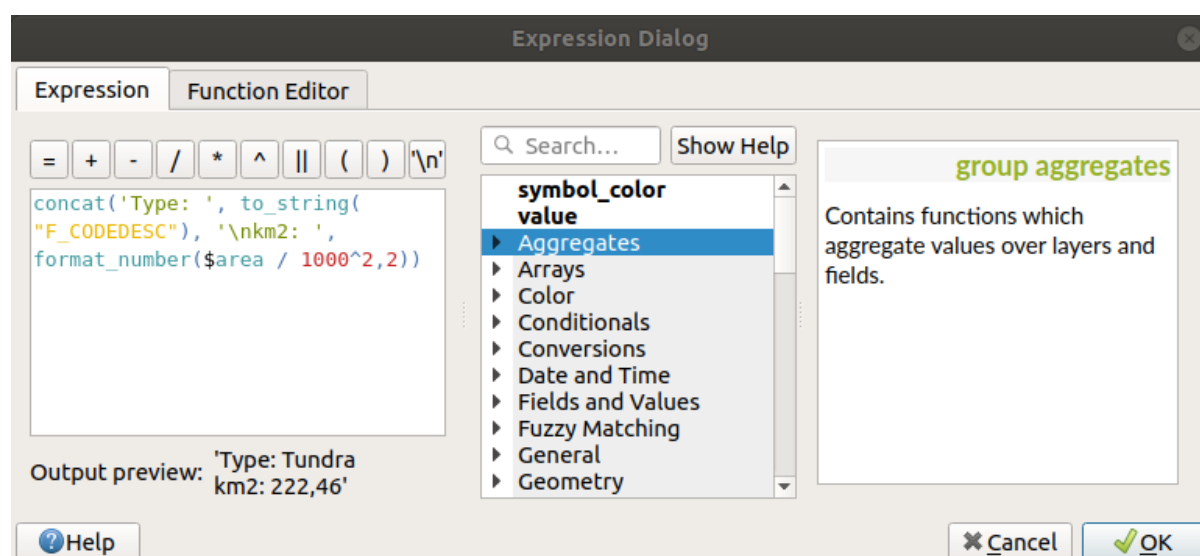 Expression Dialog
Expression
Function Editor
= + - / * ^ || ( ) '\n'
concat('Type: ', to_string(
"F_CODEDESC"), '\nkm2: ',
format_number($area / 1000^2,2))
Output preview: 'Type: Tundra
km2: 222,46'
Search...
Show Help
symbol_color
value
Aggregates
Arrays
Color
Conditionals
Conversions
Date and Time
Fields and Values
Fuzzy Matching
General
Geometry
group aggregates
Contains functions which
aggregate values over layers and
fields.
Help
Cancel
OK